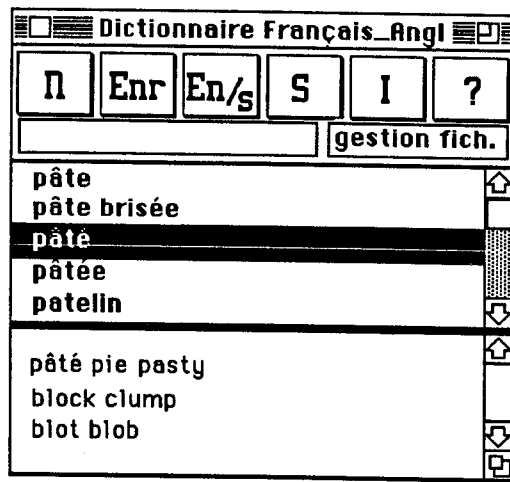 Dictionnaire Français_Angl
n Enr En/s S I ?
gestion fich.
pâte
pâte brisée
pâté
pâtée
patelin
pâté pie pasty
block clump
blot blob